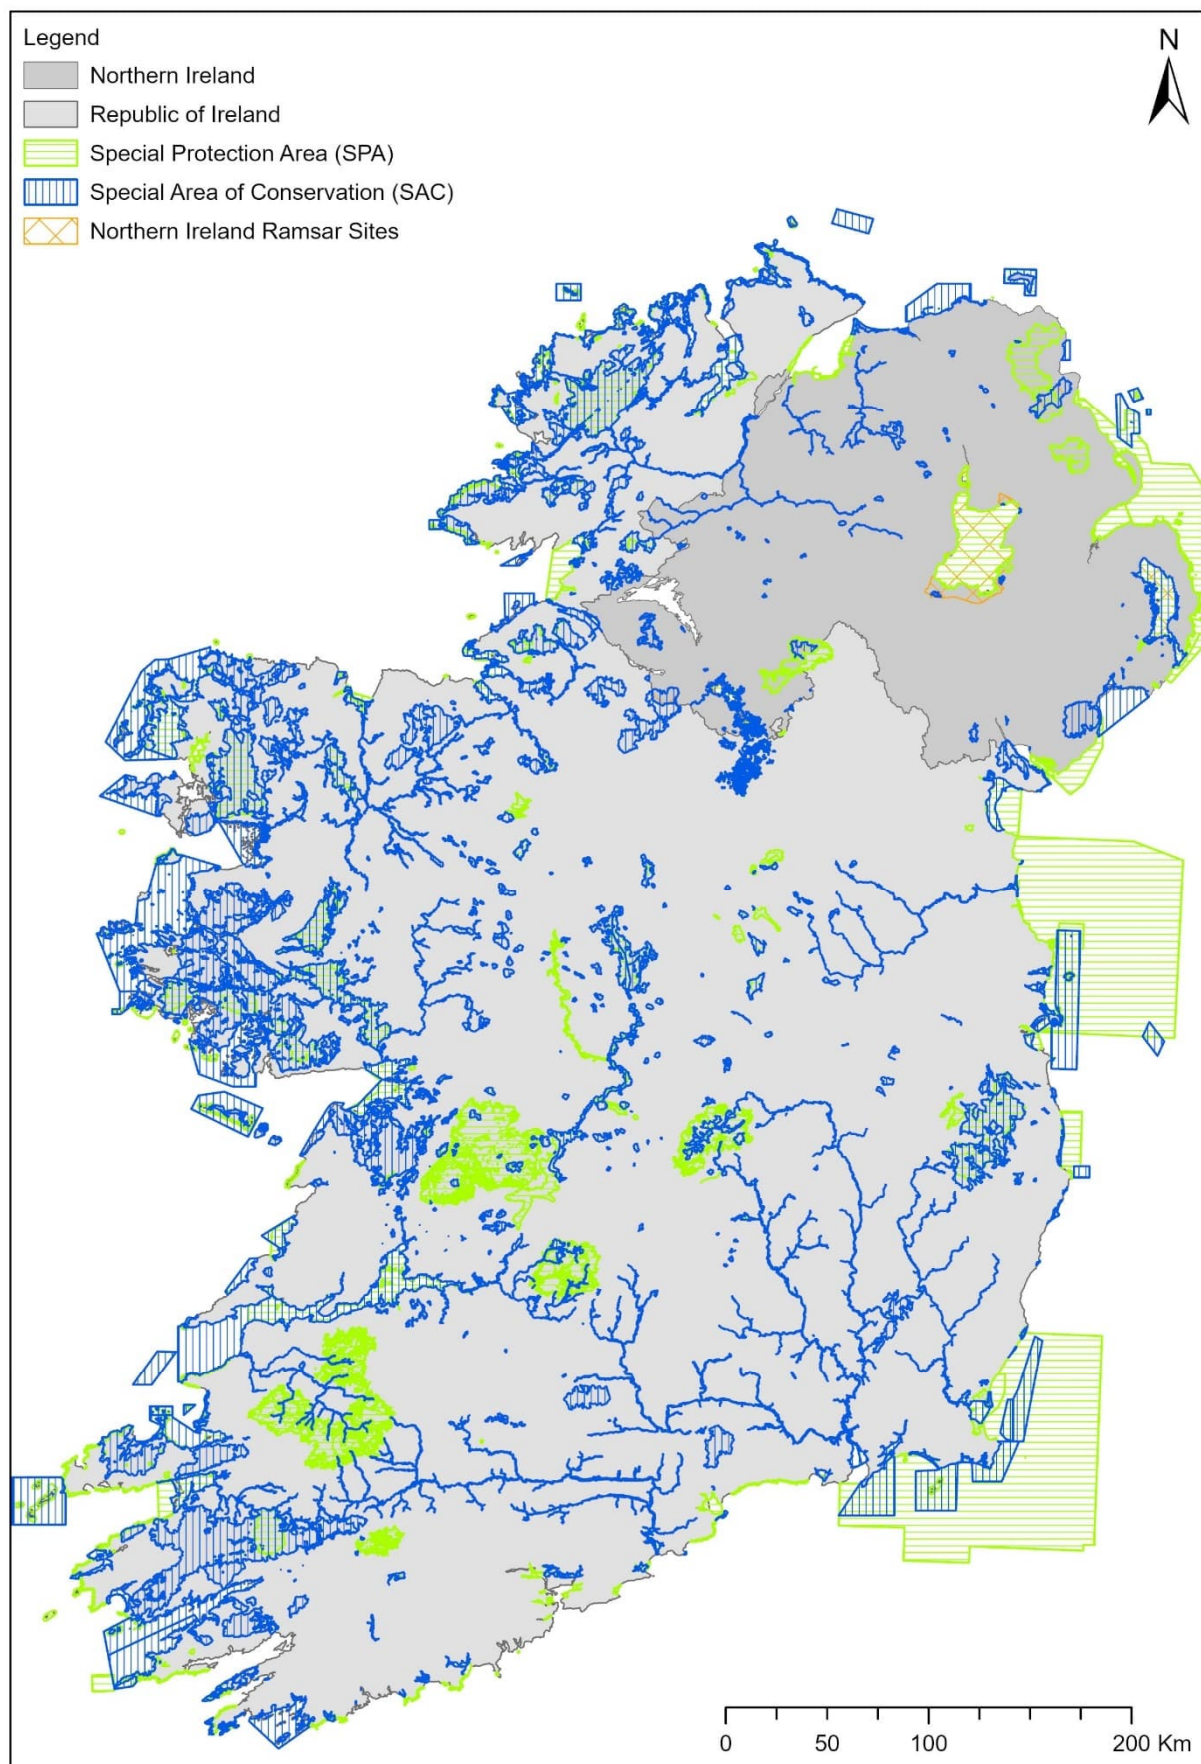 Legend
N
Northern Ireland
Republic of Ireland
Special Protection Area (SPA)
Special Area of Conservation (SAC)
Northern Ireland Ramsar Sites
0 50 100 200 Km